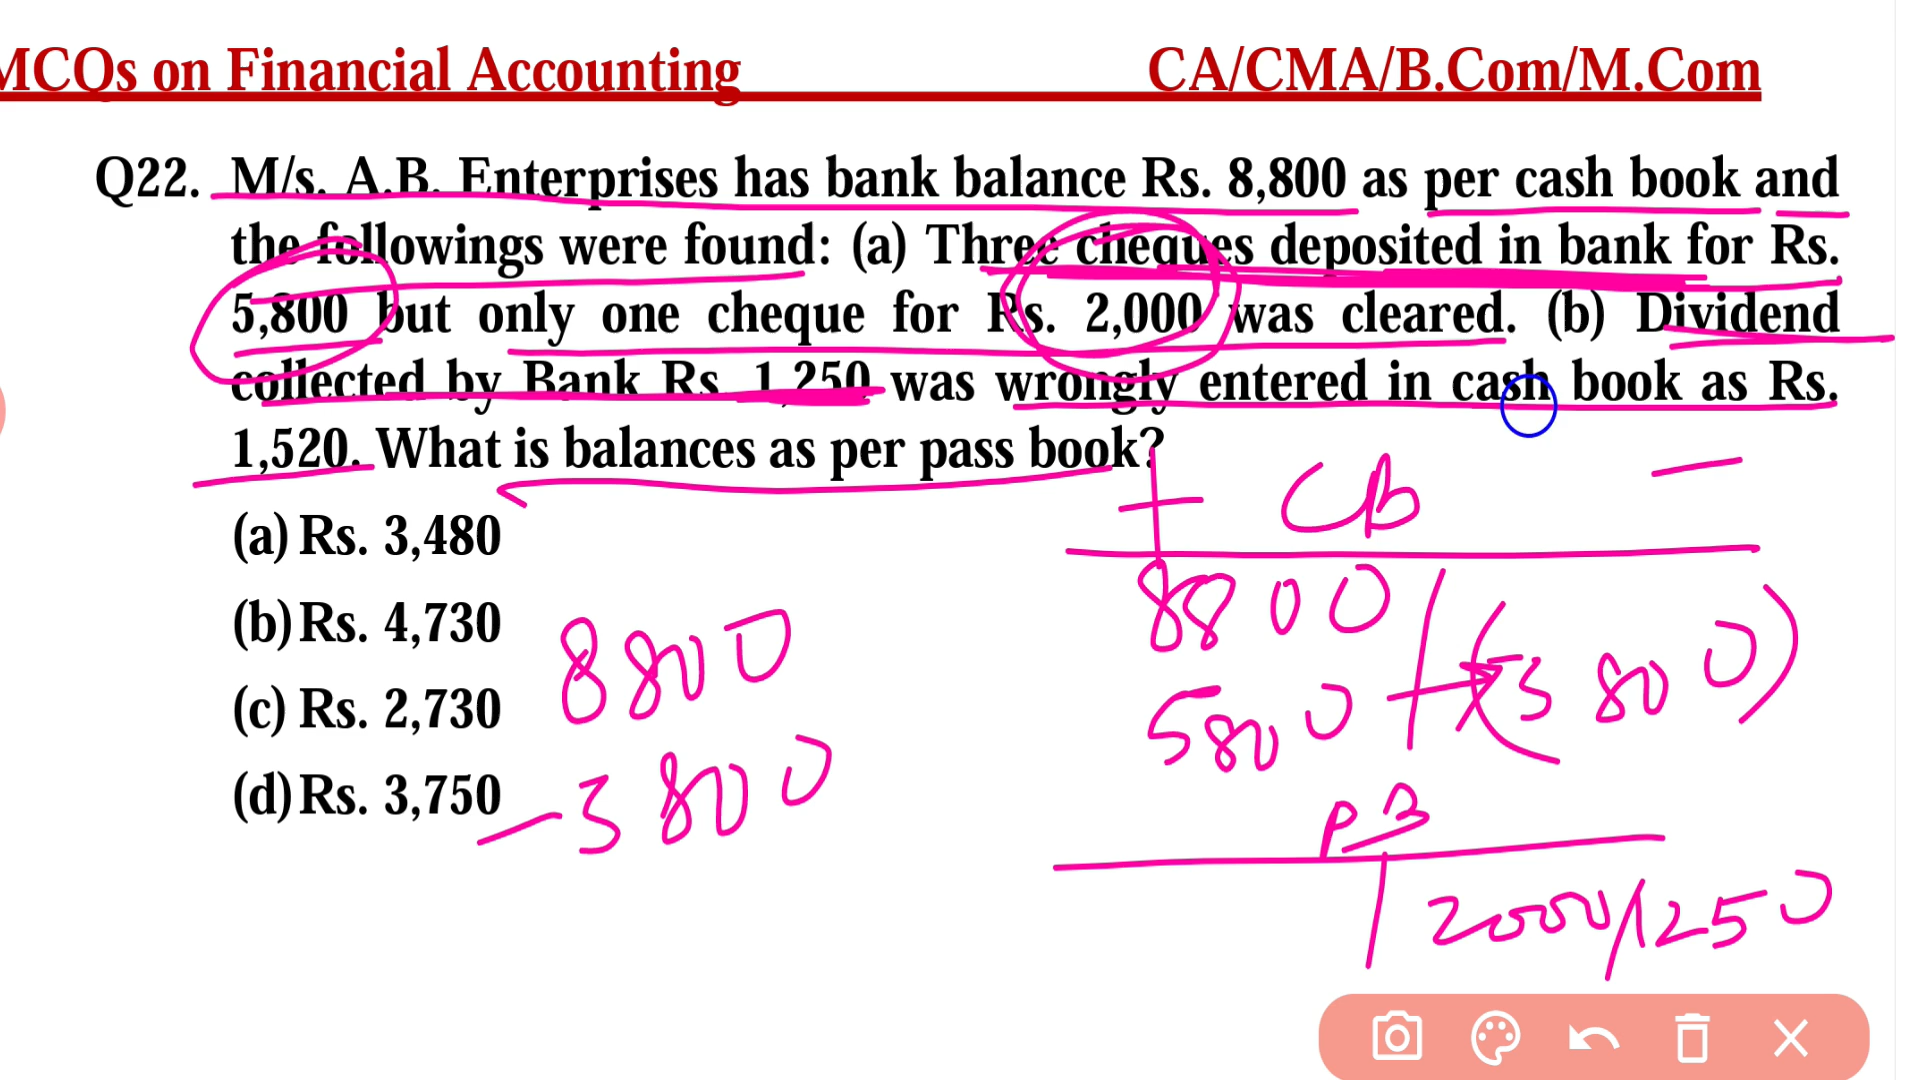 MCQs on Financial Accounting CA/CMA/B.Com/M.Com
Q22. M/s. A.B. Enterprises has bank balance Rs. 8,800 as per cash book and
the followings were found: (a) Three cheques deposited in bank for Rs.
5,800 but only one cheque for Rs. 2,000 was cleared. (b) Dividend
collected by Bank Rs. 1,250 was wrongly entered in cash book as Rs.
1,520. What is balances as per pass book?
+ CB −
(a) Rs. 3,480
8800
(b) Rs. 4,730
8800
5800 (3800)
(c) Rs. 2,730
(d) Rs. 3,750
−3800
PB
2000/1250